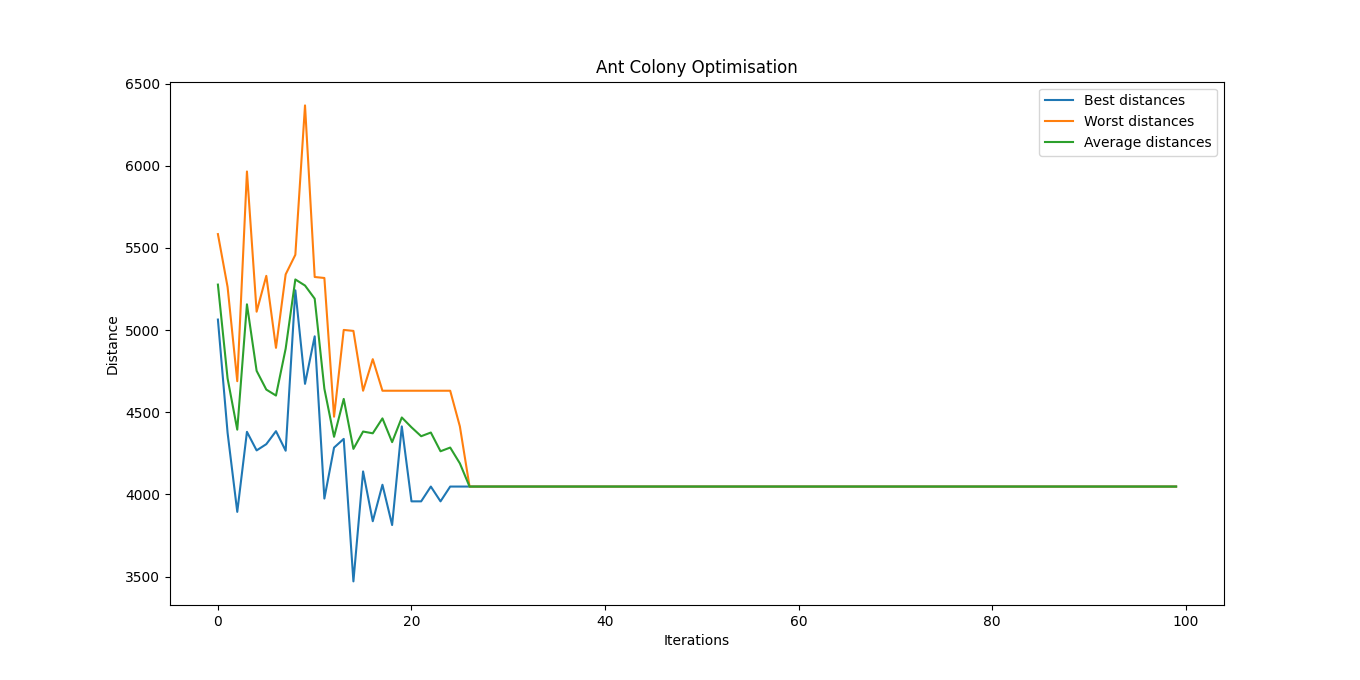 Ant Colony Optimisation
6500
6000
5500
5000
4500
4000
3500
Distance
0
20
40
60
80
100
Iterations
Best distances
Worst distances
Average distances